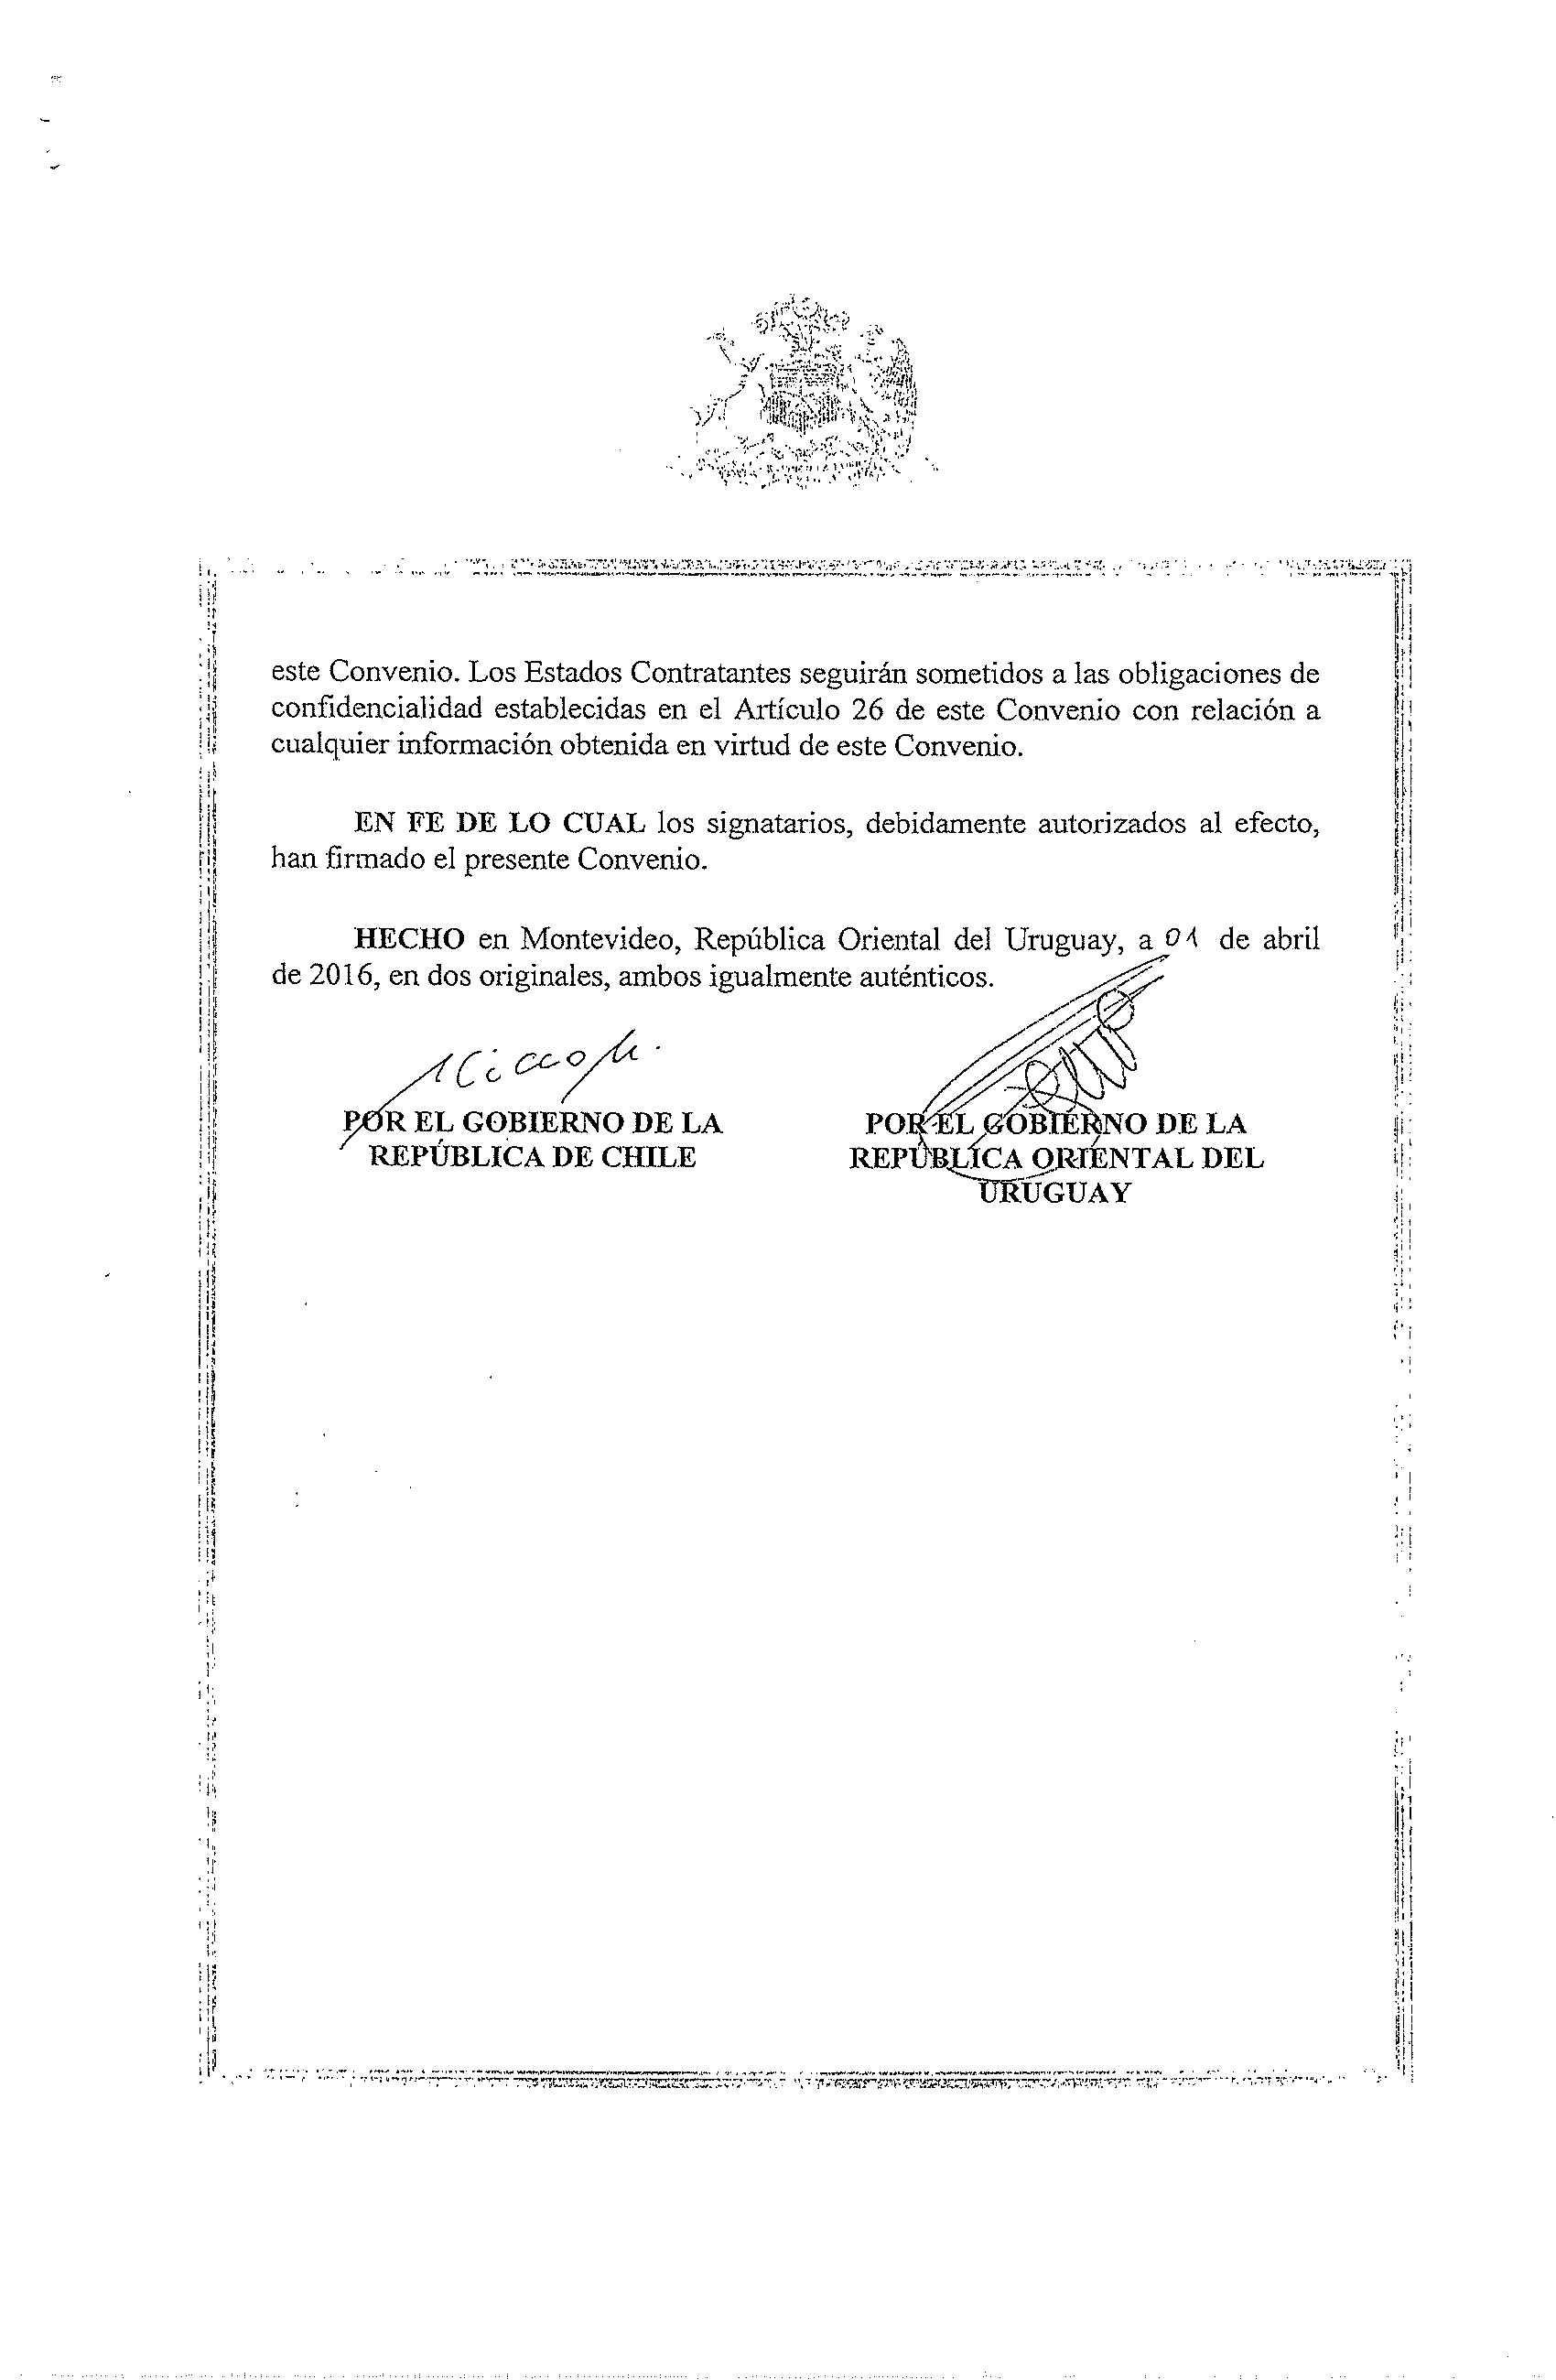 este Convenio. Los Estados Contratantes seguirán sometidos a las obligaciones de
confidencialidad establecidas en el Artículo 26 de este Convenio con relación a
cualquier información obtenida en virtud de este Convenio.
EN FE DE LO CUAL los signatarios, debidamente autorizados al efecto,
han firmado el presente Convenio.
HECHO en Montevideo, República Oriental del Uruguay, a 01 de abril
de 2016, en dos originales, ambos igualmente auténticos.
POR EL GOBIERNO DE LA
REPÚBLICA DE CHILE
POR EL GOBIERNO DE LA
REPÚBLICA ORIENTAL DEL
URUGUAY